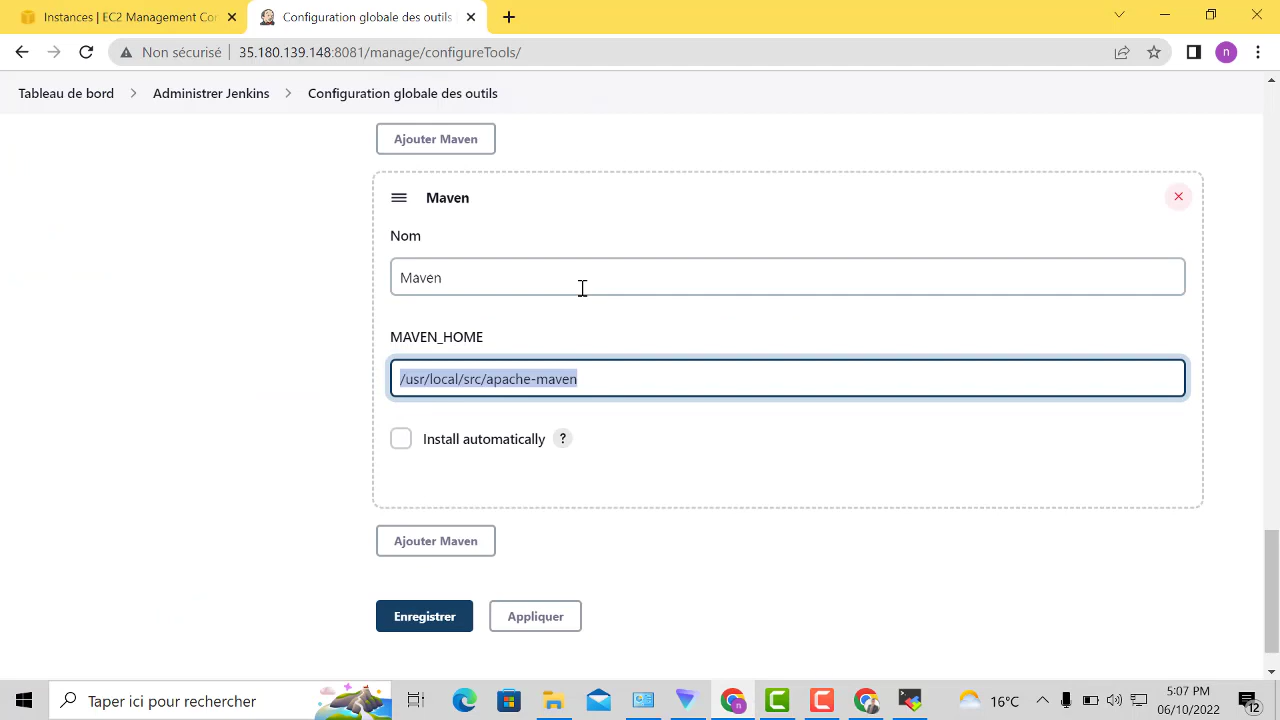 Instances | EC2 Management Cor
Configuration globale des outils
Non sécurisé
35.180.139.148:8081/manage/configureTools/
n
Tableau de bord
Administrer Jenkins
Configuration globale des outils
Ajouter Maven
Maven
Nom
Maven
MAVEN_HOME
/usr/local/src/apache-maven
Install automatically ?
Ajouter Maven
Enregistrer
Appliquer
Taper ici pour rechercher
16°C
5:07 PM
06/10/2022
12